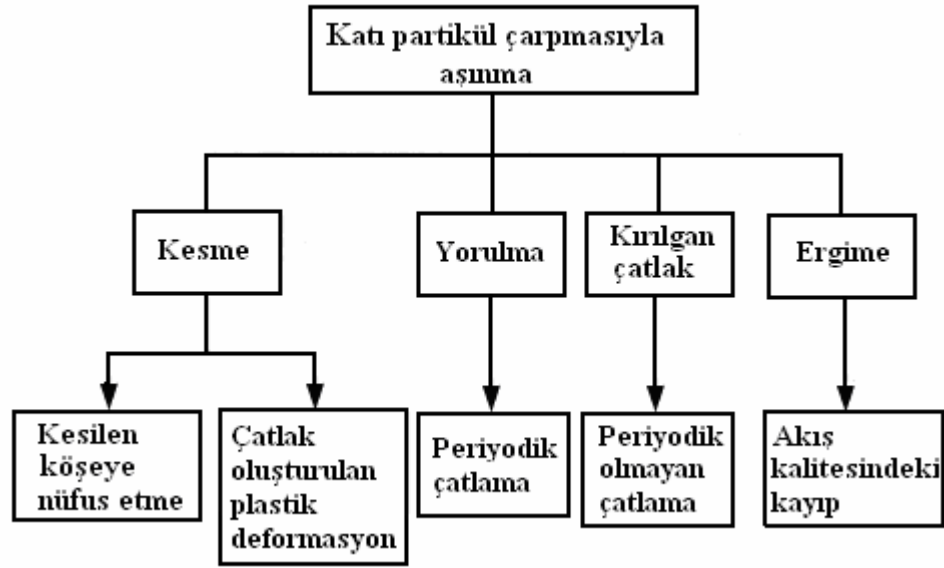 Katı partikül çarpmasıyla
aşınma
Kesme
Yorulma
Kırılgan
çatlak
Ergime
Kesilen
köşeye
nüfus etme
Çatlak
oluşturulan
plastik
deformasyon
Periyodik
çatlama
Periyodik
olmayan
çatlama
Akış
kalitesindeki
kayıp